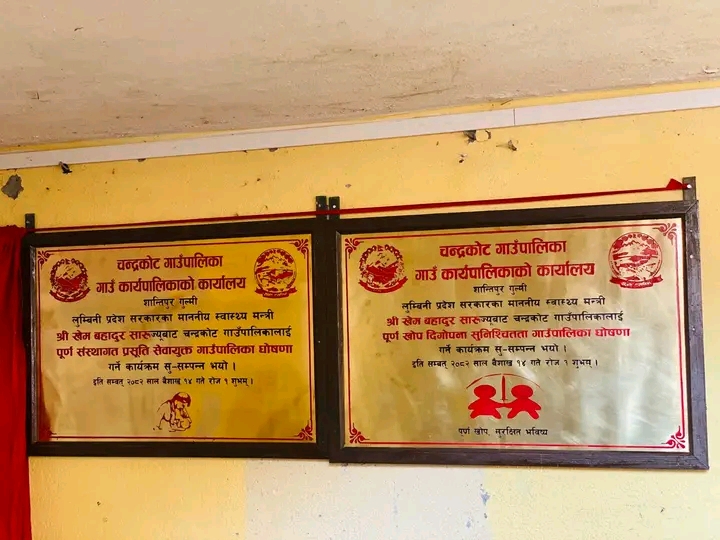 चन्द्रकोट गाउँपालिका
गाउँ कार्यपालिकाको कार्यालय
शान्तिपुर गुल्मी
लुम्बिनी प्रदेश सरकारका माननीय स्वास्थ्य मन्त्री
श्री खेम बहादुर सारूज्यूबाट चन्द्रकोट गाउँपालिकालाई
पूर्ण संस्थागत प्रसूति सेवायुक्त गाउँपालिका घोषणा
गर्ने कार्यक्रम सु-सम्पन्न भयो ।
इति सम्वत् २०८२ साल बैशाख १४ गते रोज १ शुभम् ।
चन्द्रकोट गाउँपालिका
गाउँ कार्यपालिकाको कार्यालय
शान्तिपुर गुल्मी
लुम्बिनी प्रदेश सरकारका माननीय स्वास्थ्य मन्त्री
श्री खेम बहादुर सारूज्यूबाट चन्द्रकोट गाउँपालिकालाई
पूर्ण खोप दिगोपना सुनिश्चितता गाउँपालिका घोषणा
गर्ने कार्यक्रम सु-सम्पन्न भयो ।
इति सम्वत् २०८२ साल बैशाख १४ गते रोज १ शुभम् ।
पूर्ण खोप, सुरक्षित भविष्य